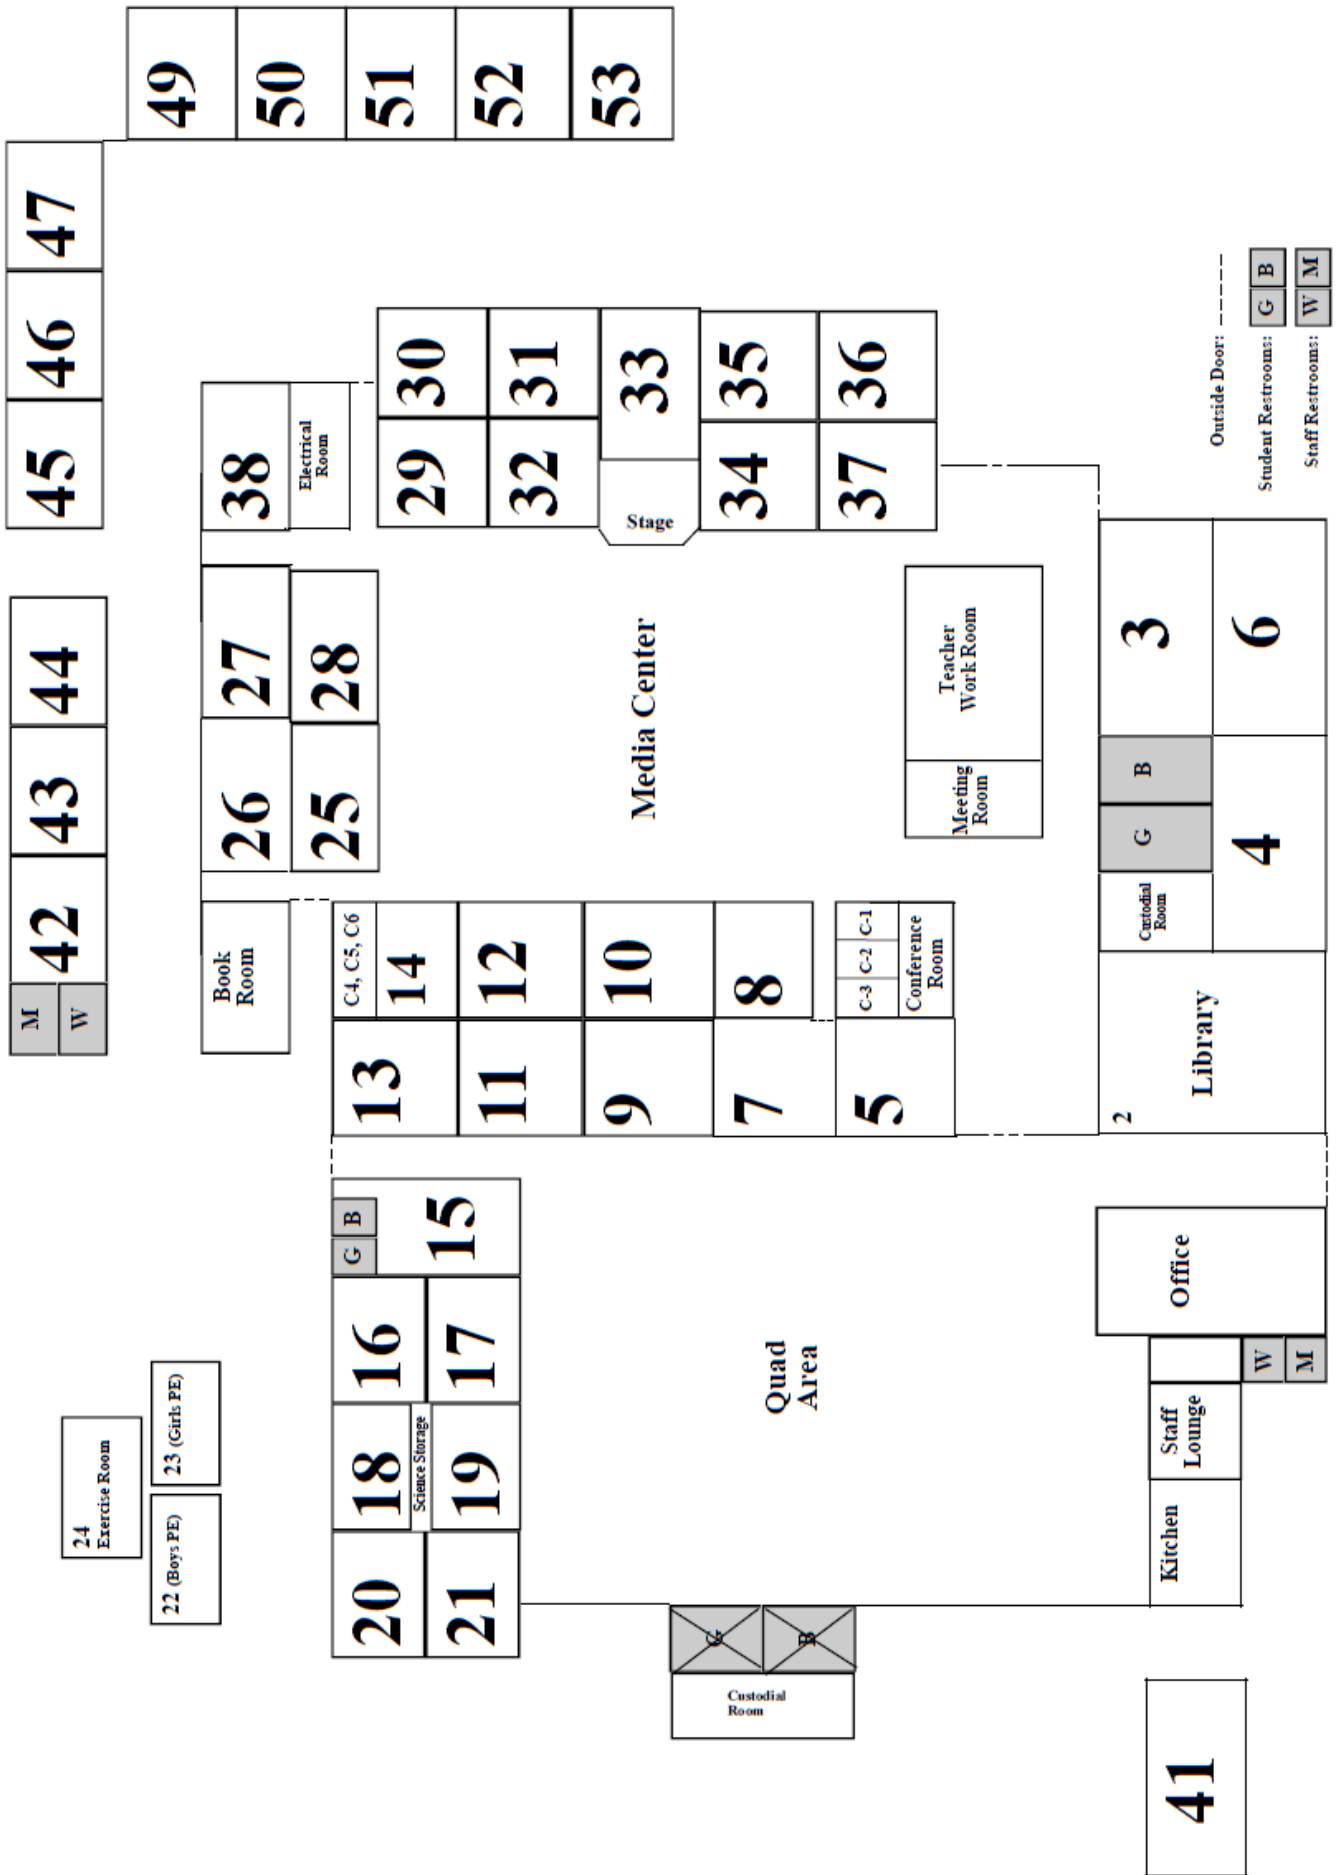 M
W
42
43
44
45
46
47
24
Exercise Room
22 (Boys PE)
23 (Girls PE)
49
50
51
52
53
Book
Room
26
27
38
25
28
Electrical
Room
20
18
16
G
B
13
C4, C5, C6
14
Science Storage
21
19
17
15
11
12
29
30
32
31
9
10
Stage
33
Media Center
G
B
Custodial
Room
Quad
Area
7
8
34
35
5
C-3
C-2
C-1
Conference
Room
37
36
Meeting
Room
Teacher
Work Room
41
Kitchen
Staff
Lounge
W
M
Office
2
Library
Custodial
Room
G
B
3
4
6
Outside Door:
Student Restrooms:
G
B
Staff Restrooms:
W
M